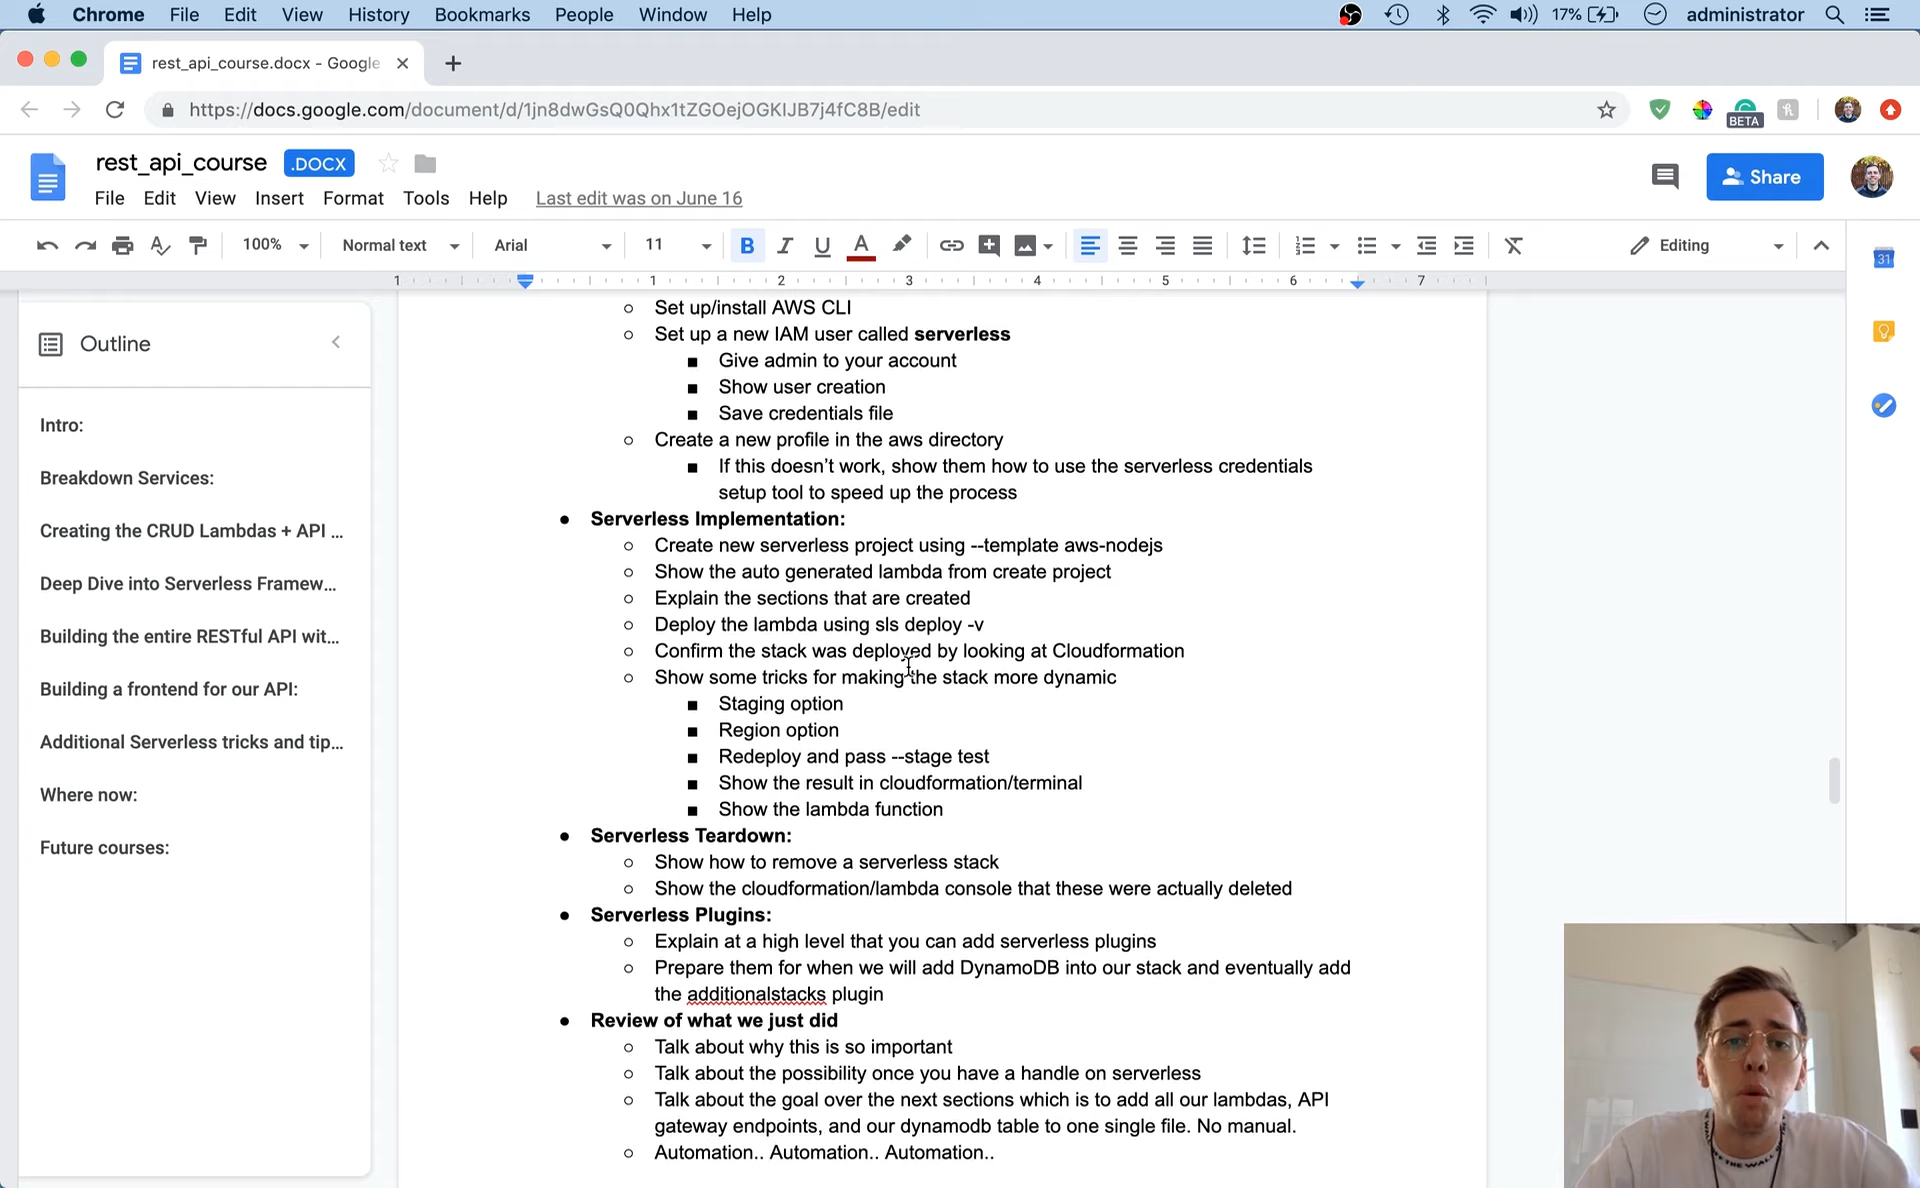 Chrome File Edit View History Bookmarks People Window Help 17% administrator
rest_api_course.docx - Google
https://docs.google.com/document/d/1jn8dwGsQ0Qhx1tZGOejOGKIJB7j4fC8B/edit
BETA
rest_api_course .DOCX
Share
File Edit View Insert Format Tools Help Last edit was on June 16
100% Normal text Arial 11 B I U A Editing
31
1 1 2 3 4 5 6 7
Outline
Intro:
Breakdown Services:
Creating the CRUD Lambdas + API ...
Deep Dive into Serverless Framew...
Building the entire RESTful API wit...
Building a frontend for our API:
Additional Serverless tricks and tip...
Where now:
Future courses:
Set up/install AWS CLI
Set up a new IAM user called serverless
Give admin to your account
Show user creation
Save credentials file
Create a new profile in the aws directory
If this doesn't work, show them how to use the serverless credentials
setup tool to speed up the process
Serverless Implementation:
Create new serverless project using --template aws-nodejs
Show the auto generated lambda from create project
Explain the sections that are created
Deploy the lambda using sls deploy -v
Confirm the stack was deployed by looking at Cloudformation
Show some tricks for making the stack more dynamic
Staging option
Region option
Redeploy and pass --stage test
Show the result in cloudformation/terminal
Show the lambda function
Serverless Teardown:
Show how to remove a serverless stack
Show the cloudformation/lambda console that these were actually deleted
Serverless Plugins:
Explain at a high level that you can add serverless plugins
Prepare them for when we will add DynamoDB into our stack and eventually add
the additionalstacks plugin
Review of what we just did
Talk about why this is so important
Talk about the possibility once you have a handle on serverless
Talk about the goal over the next sections which is to add all our lambdas, API
gateway endpoints, and our dynamodb table to one single file. No manual.
Automation.. Automation.. Automation..